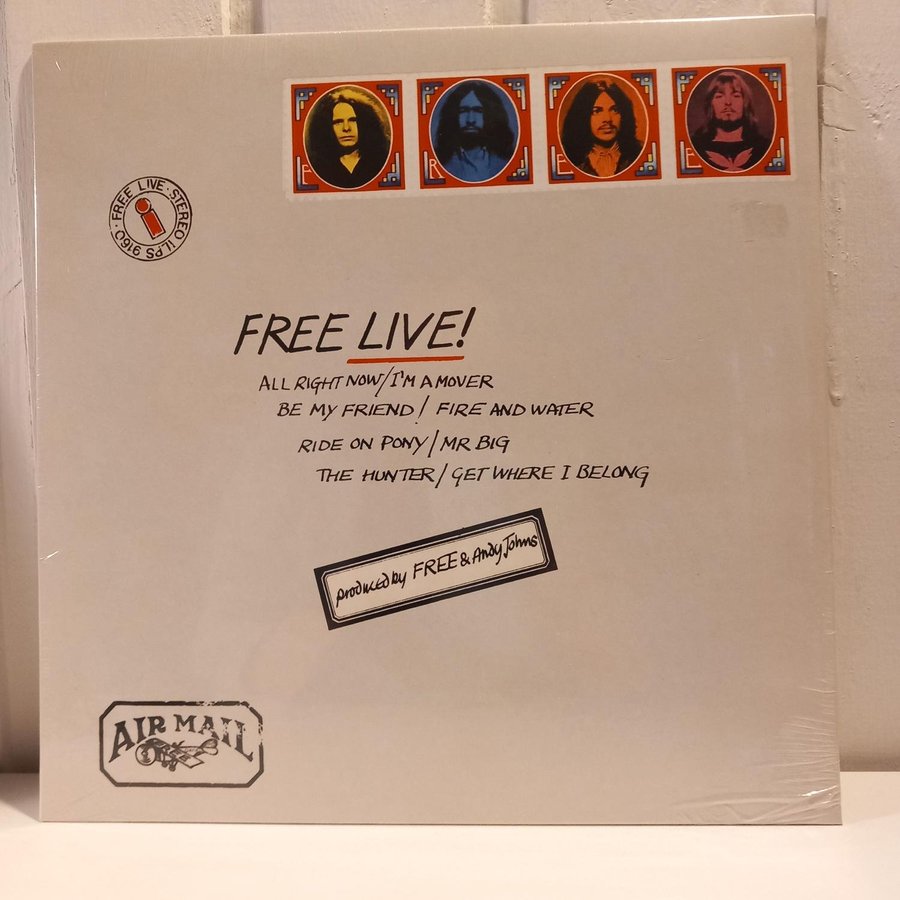 F R E E
FREE LIVE · STEREO ILPS 9160 ·
i
FREE LIVE!
ALL RIGHT NOW/I'M A MOVER
BE MY FRIEND/FIRE AND WATER
RIDE ON PONY/MR BIG
THE HUNTER/GET WHERE I BELONG
produced by FREE & Andy Johns
AIR MAIL